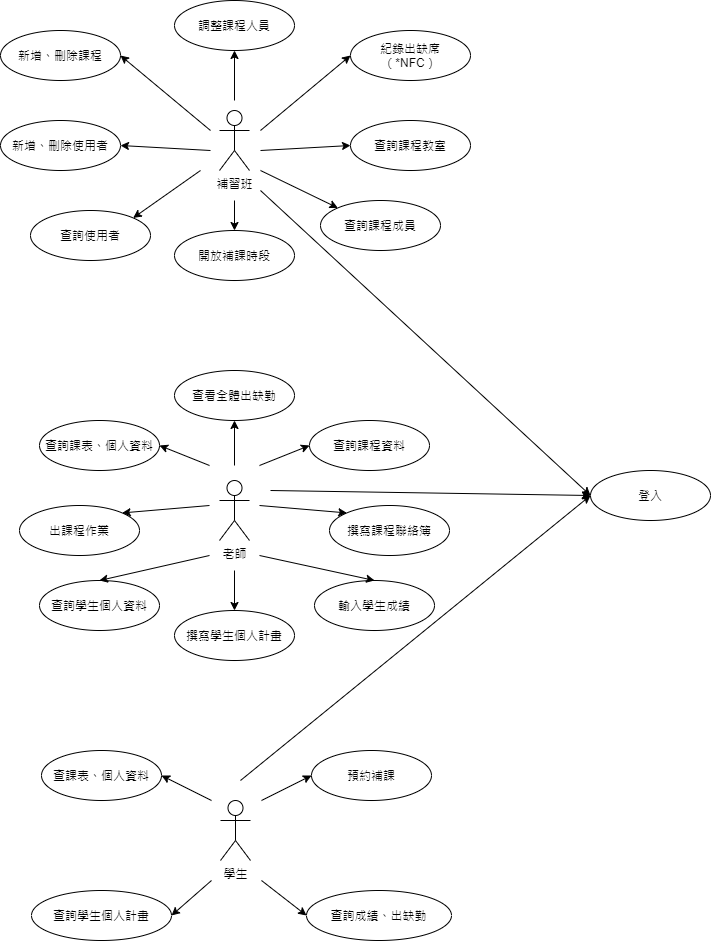 調整課程人員
新增、刪除課程
紀錄出缺席
（*NFC）
新增、刪除使用者
查詢課程教室
補習班
查詢使用者
查詢課程成員
開放補課時段
查看全體出缺勤
查詢課表、個人資料
查詢課程資料
登入
出課程作業
撰寫課程聯絡簿
老師
查詢學生個人資料
輸入學生成績
撰寫學生個人計畫
查課表、個人資料
預約補課
學生
查詢學生個人計畫
查詢成績、出缺勤